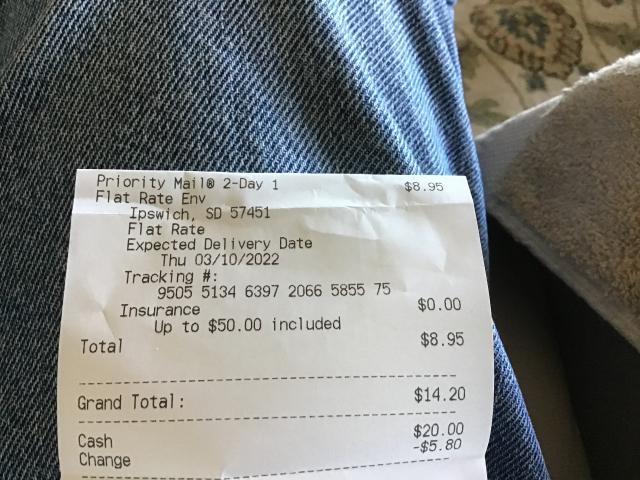 Priority Mail® 2-Day 1 $8.95
Flat Rate Env
Ipswich, SD 57451
Flat Rate
Expected Delivery Date
Thu 03/10/2022
Tracking #:
9505 5134 6397 2066 5855 75
Insurance $0.00
Up to $50.00 included
Total $8.95
--------------------------------
Grand Total: $14.20
--------------------------------
Cash $20.00
Change -$5.80
--------------------------------